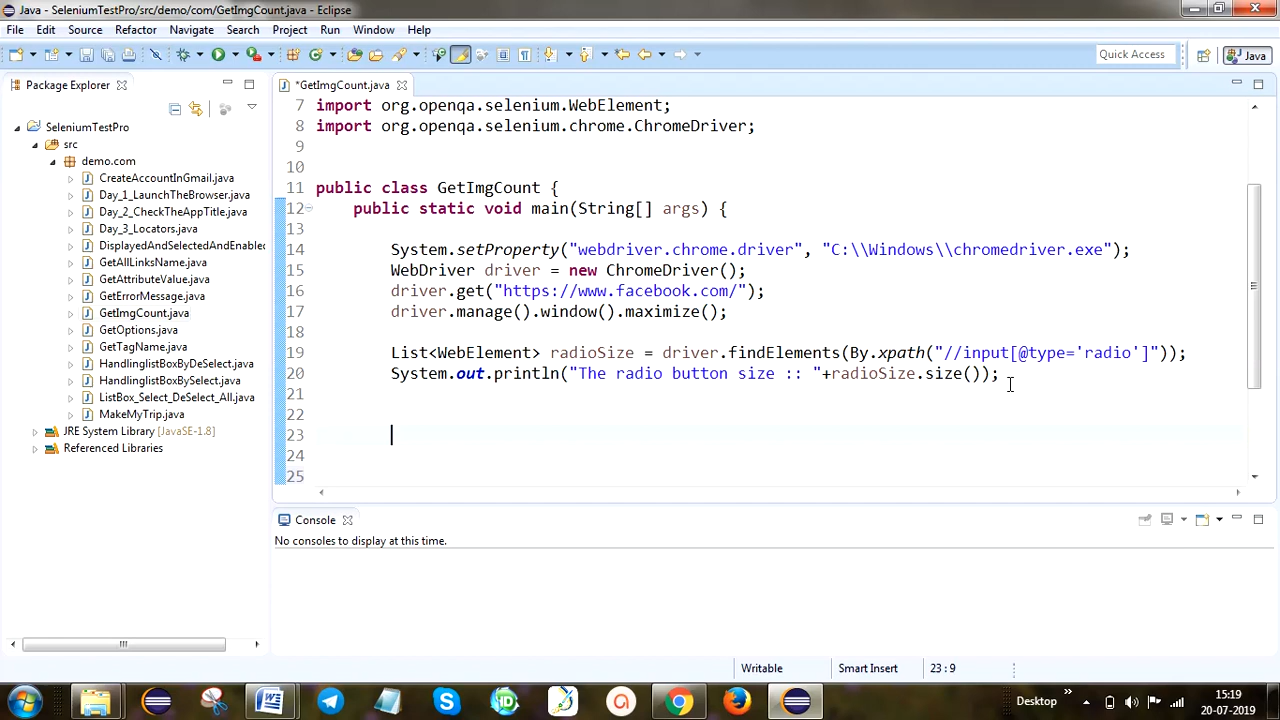 Java - SeleniumTestPro/src/demo/com/GetImgCount.java - Eclipse
File Edit Source Refactor Navigate Search Project Run Window Help
Quick Access
Java
Package Explorer
*GetImgCount.java
SeleniumTestPro
src
demo.com
CreateAccountInGmail.java
Day_1_LaunchTheBrowser.java
Day_2_CheckTheAppTitle.java
Day_3_Locators.java
DisplayedAndSelectedAndEnable
GetAllLinksName.java
GetAttributeValue.java
GetErrorMessage.java
GetImgCount.java
GetOptions.java
GetTagName.java
HandlinglistBoxByDeSelect.java
HandlinglistBoxBySelect.java
ListBox_Select_DeSelect_All.java
MakeMyTrip.java
JRE System Library [JavaSE-1.8]
Referenced Libraries
7 import org.openqa.selenium.WebElement;
8 import org.openqa.selenium.chrome.ChromeDriver;
9
10
11 public class GetImgCount {
12 public static void main(String[] args) {
13
14 System.setProperty("webdriver.chrome.driver", "C:\\Windows\\chromedriver.exe");
15 WebDriver driver = new ChromeDriver();
16 driver.get("https://www.facebook.com/");
17 driver.manage().window().maximize();
18
19 List<WebElement> radioSize = driver.findElements(By.xpath("//input[@type='radio']"));
20 System.out.println("The radio button size :: "+radioSize.size());
21
22
23
24
25
Console
No consoles to display at this time.
Writable Smart Insert 23 : 9
Desktop
15:19
20-07-2019